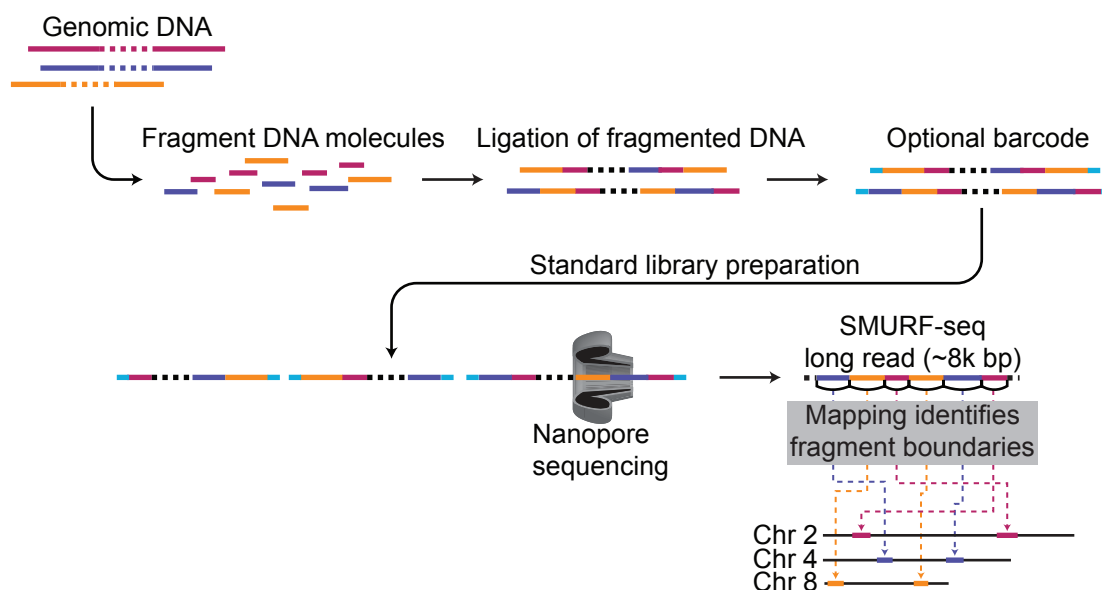 Genomic DNA
Fragment DNA molecules
Ligation of fragmented DNA
Optional barcode
Standard library preparation
SMURF-seq
long read (~8k bp)
Nanopore
sequencing
Mapping identifies
fragment boundaries
Chr 2
Chr 4
Chr 8